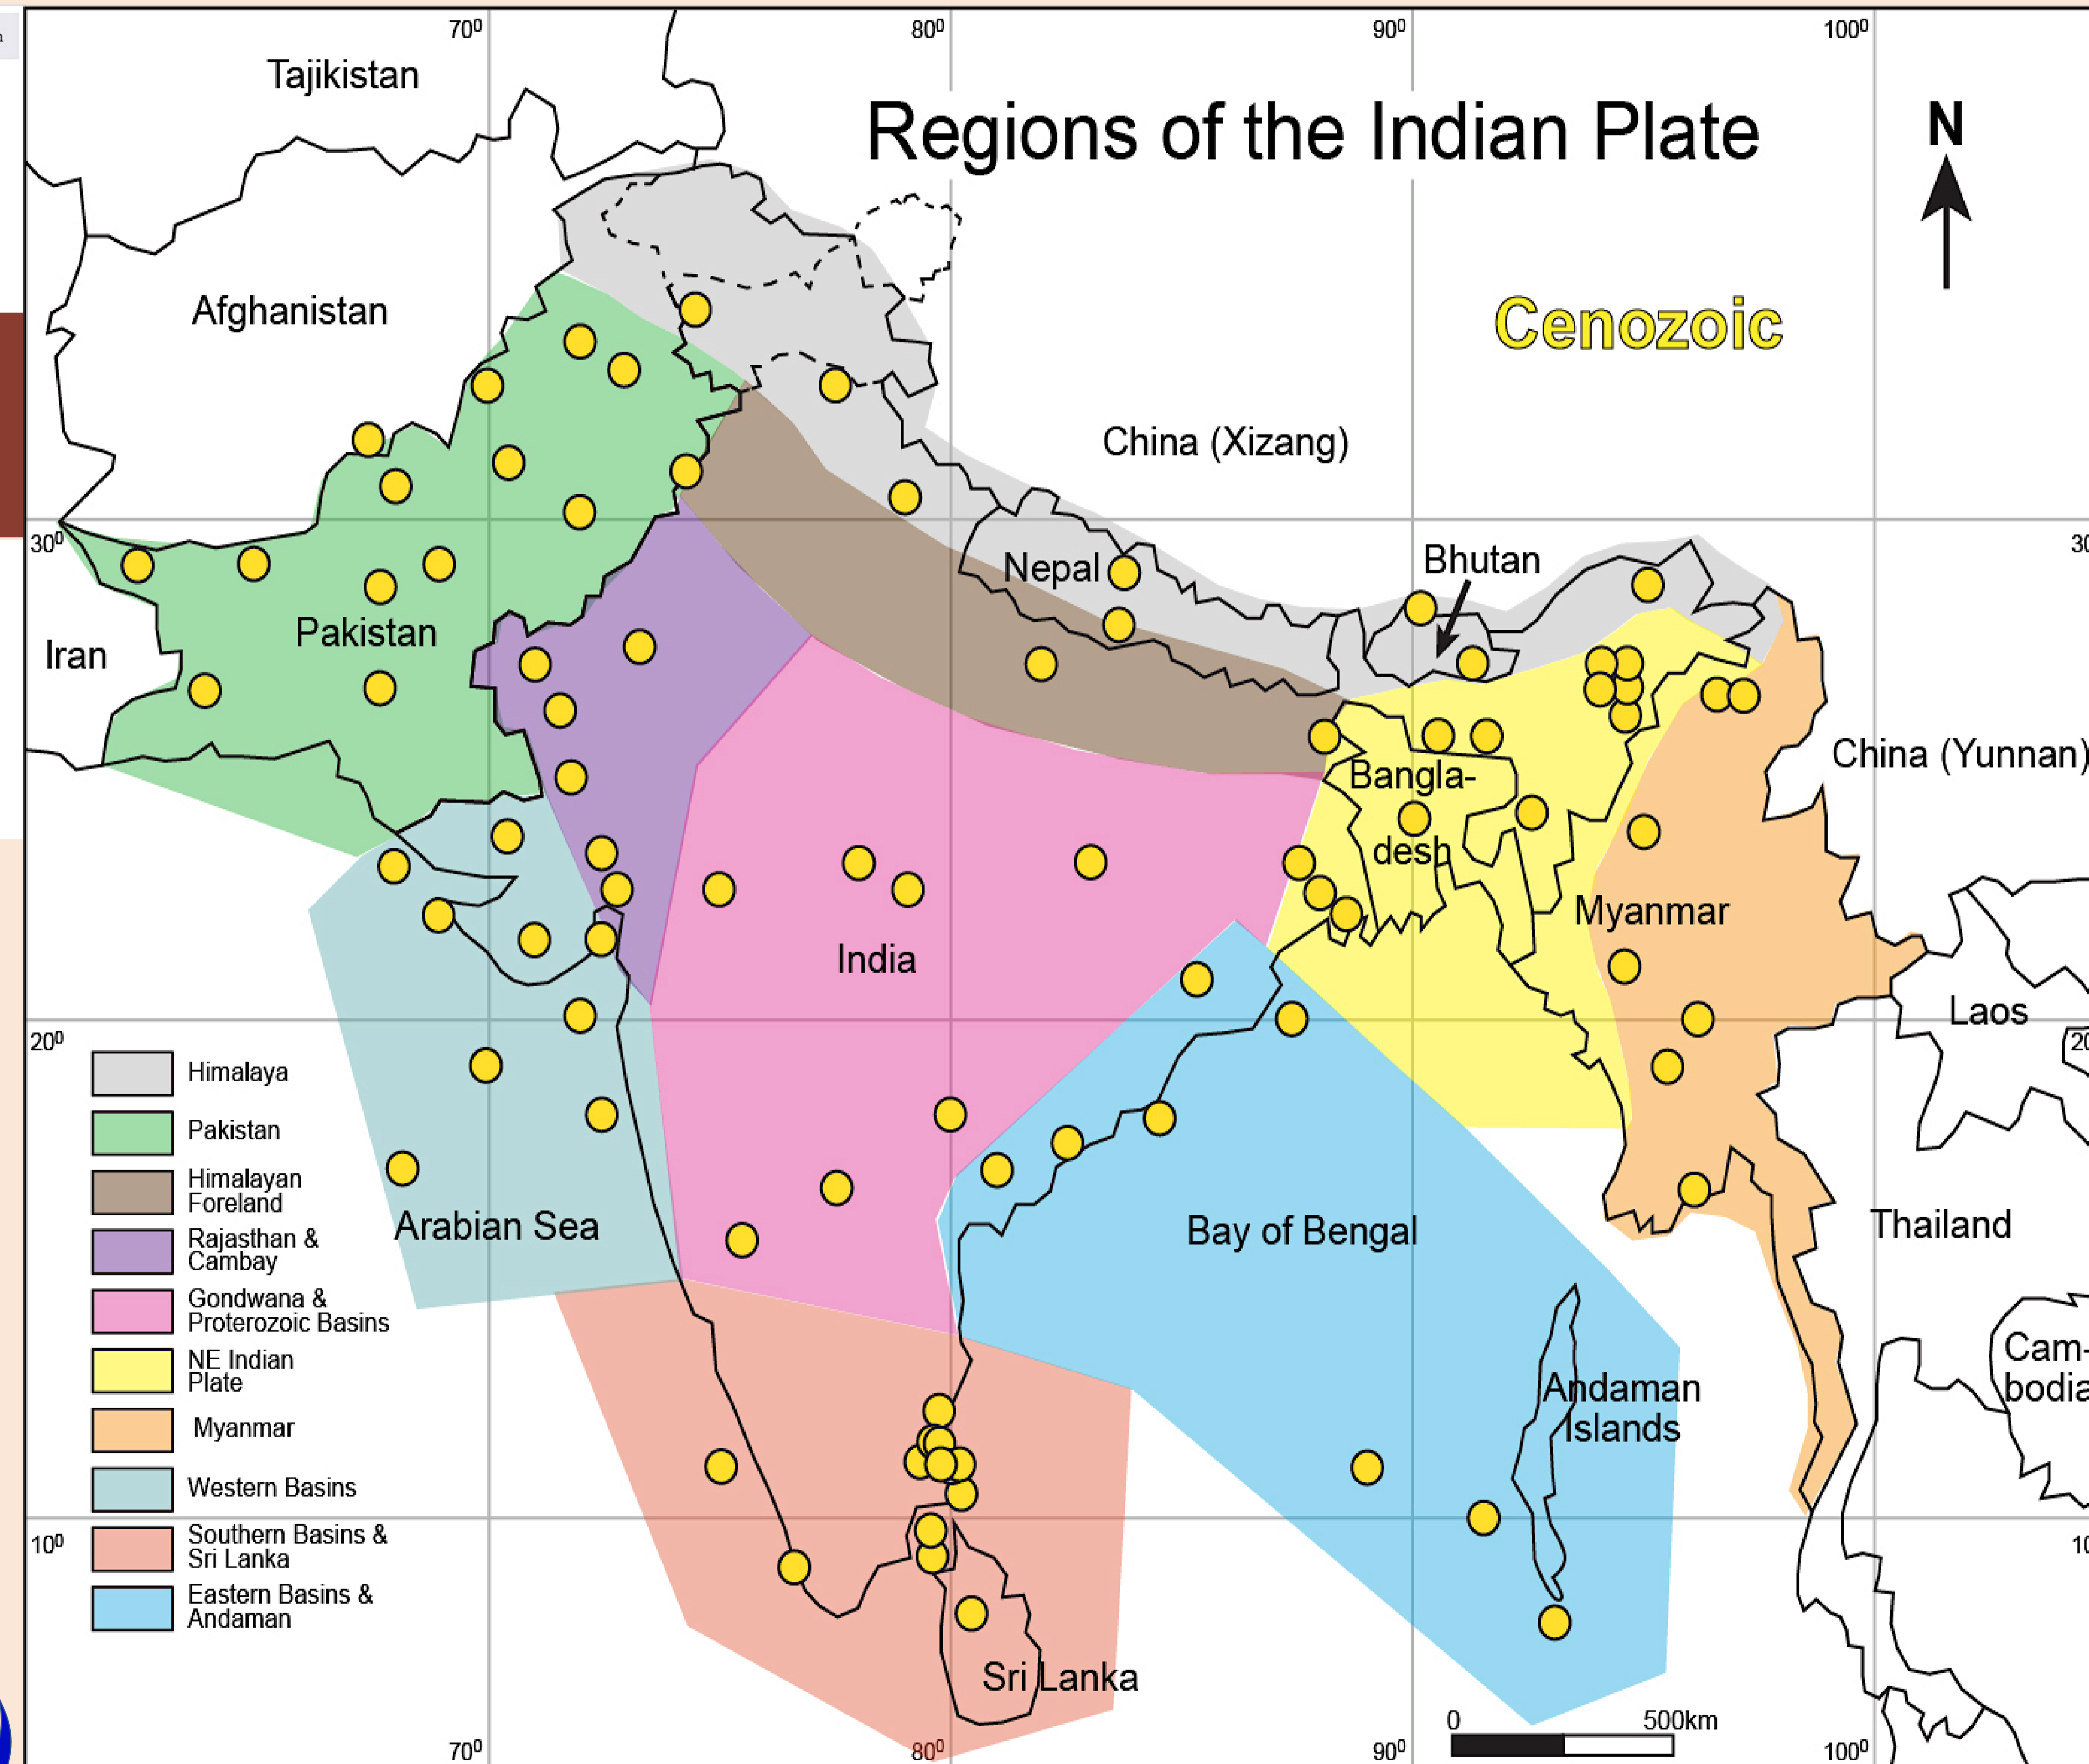 70⁰ 80⁰ 90⁰ 100⁰
Tajikistan
Regions of the Indian Plate
N
Afghanistan
Cenozoic
China (Xizang)
30⁰
Nepal
Bhutan
Pakistan
Iran
China (Yunnan)
Bangla-
desh
Myanmar
India
Laos
20⁰
Himalaya
Pakistan
Himalayan
Foreland
Rajasthan &
Cambay
Gondwana &
Proterozoic Basins
NE Indian
Plate
Myanmar
Western Basins
Southern Basins &
Sri Lanka
Eastern Basins &
Andaman
Arabian Sea
Bay of Bengal
Thailand
Cam-
bodia
Andaman
Islands
10⁰
Sri Lanka
0 500km
70⁰ 80⁰ 90⁰ 100⁰